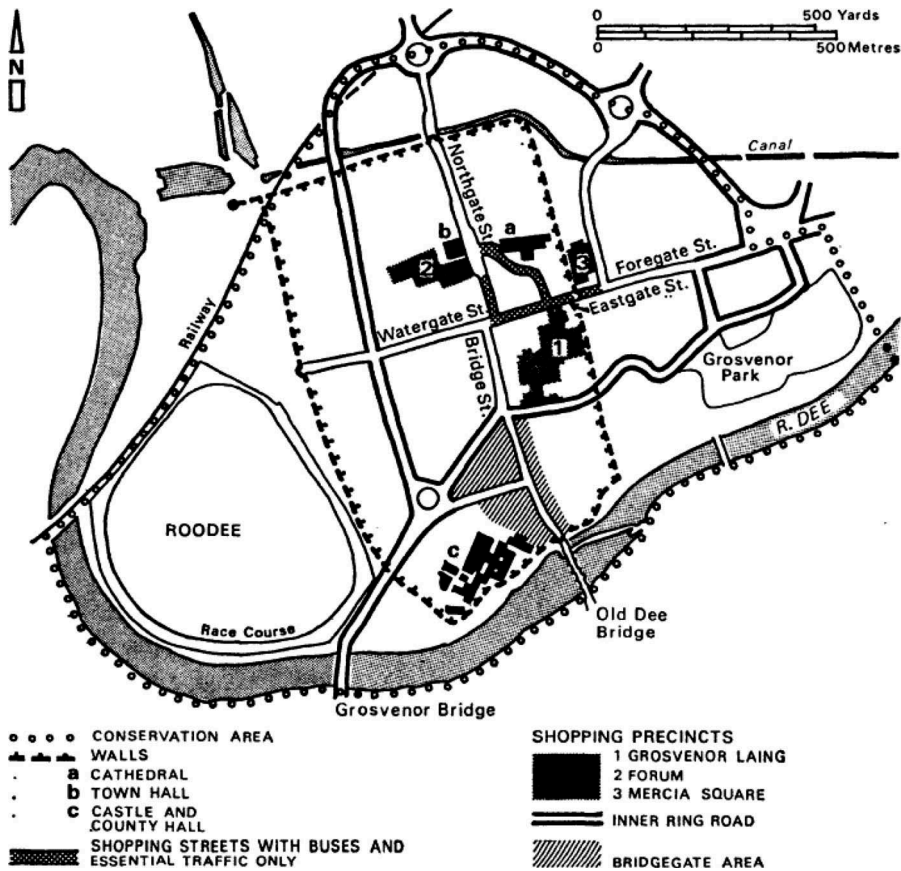 0 500 Yards
0 500 Metres
N
Canal
Northgate St.
b
a
2
3
Foregate St.
Eastgate St.
Watergate St.
1
Railway
Bridge St.
Grosvenor
Park
R. DEE
ROODEE
c
Race Course
Old Dee
Bridge
Grosvenor Bridge
CONSERVATION AREA
WALLS
a CATHEDRAL
b TOWN HALL
c CASTLE AND
COUNTY HALL
SHOPPING STREETS WITH BUSES AND
ESSENTIAL TRAFFIC ONLY
SHOPPING PRECINCTS
1 GROSVENOR LAING
2 FORUM
3 MERCIA SQUARE
INNER RING ROAD
BRIDGEGATE AREA